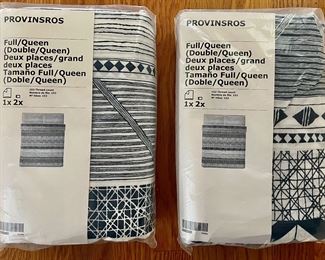 PROVINSROS
Full/Queen
(Double/Queen)
Deux places/grand
deux places
Tamaño Full/Queen
(Doble/Queen)
1x 2x
PROVINSROS
Full/Queen
(Double/Queen)
Deux places/grand
deux places
Tamaño Full/Queen
(Doble/Queen)
1x 2x